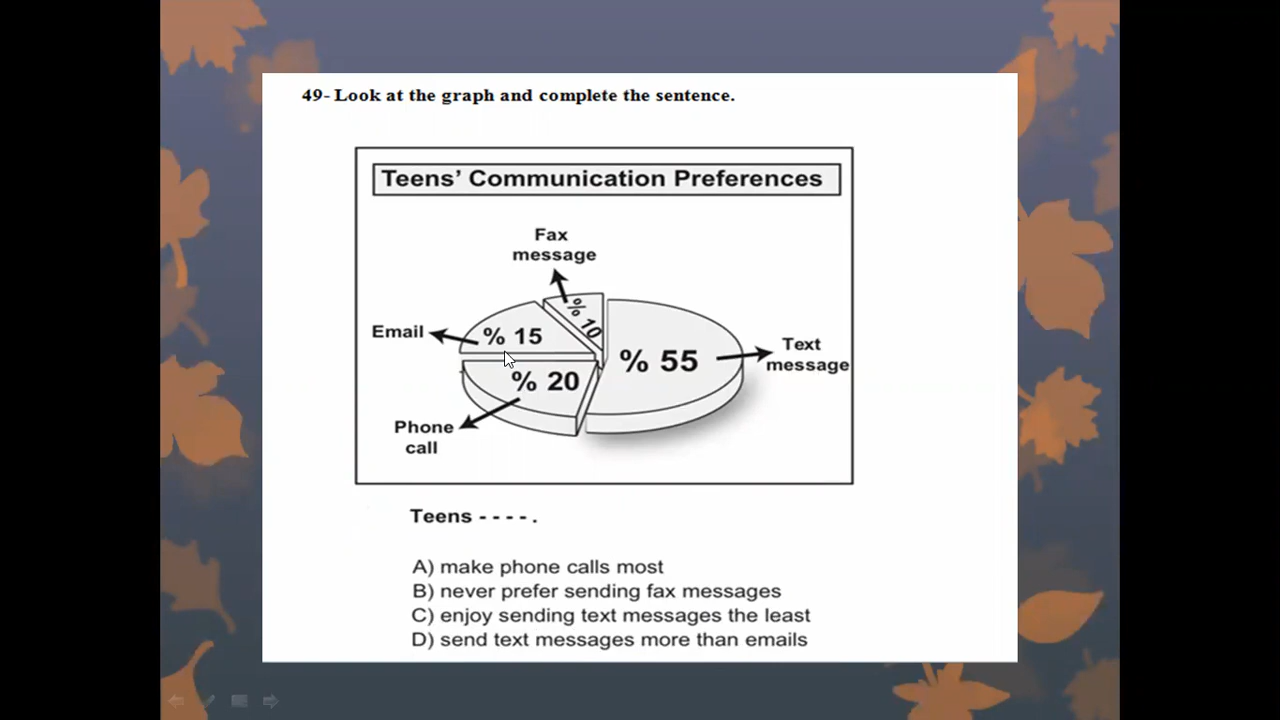 49- Look at the graph and complete the sentence.
Teens’ Communication Preferences
Fax
message
% 10
Email
% 15
% 55
Text
message
% 20
Phone
call
Teens - - - - .
A) make phone calls most
B) never prefer sending fax messages
C) enjoy sending text messages the least
D) send text messages more than emails